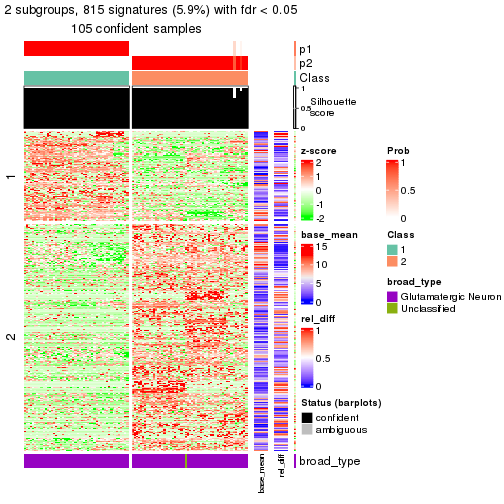 2 subgroups, 815 signatures (5.9%) with fdr < 0.05
105 confident samples
p1
p2
Class
1
0.5
0
Silhouette
score
1
2
z-score
2
1
0
-1
-2
Prob
1
0.5
0
base_mean
15
10
5
0
Class
1
2
broad_type
Glutamatergic Neuron
Unclassified
rel_diff
1
0.5
0
Status (barplots)
confident
ambiguous
broad_type
base_mean
rel_diff